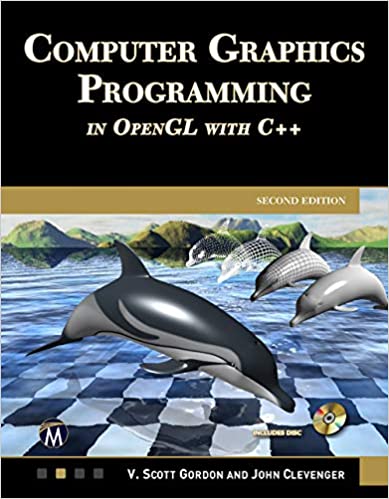 COMPUTER GRAPHICS
PROGRAMMING
IN OPENGL WITH C++
SECOND EDITION
INCLUDES DISC
M
V. SCOTT GORDON AND JOHN CLEVENGER